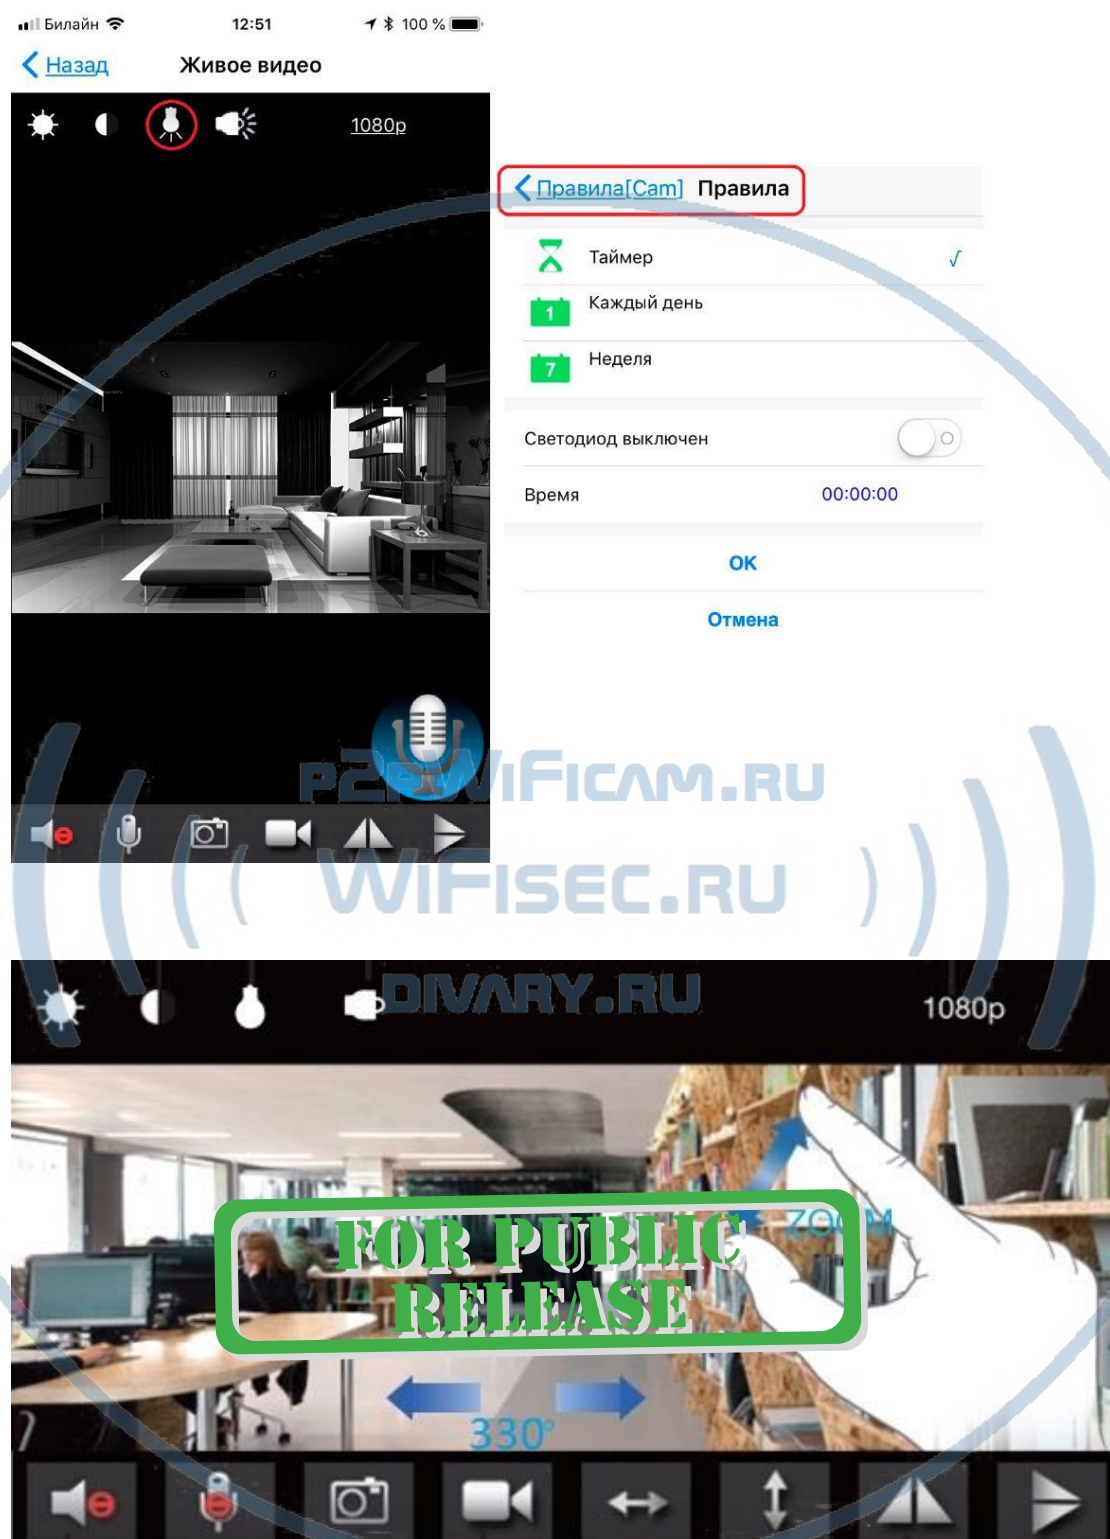 Билайн 12:51 100 %
Назад Живое видео
1080p
Правила[Cam] Правила
Таймер
1 Каждый день
7 Неделя
Светодиод выключен
Время 00:00:00
OK
Отмена
P2PWIFICAM.RU
WIFISEC.RU
DIVARY.RU
1080p
ZOOM
FOR PUBLIC
RELEASE
330°